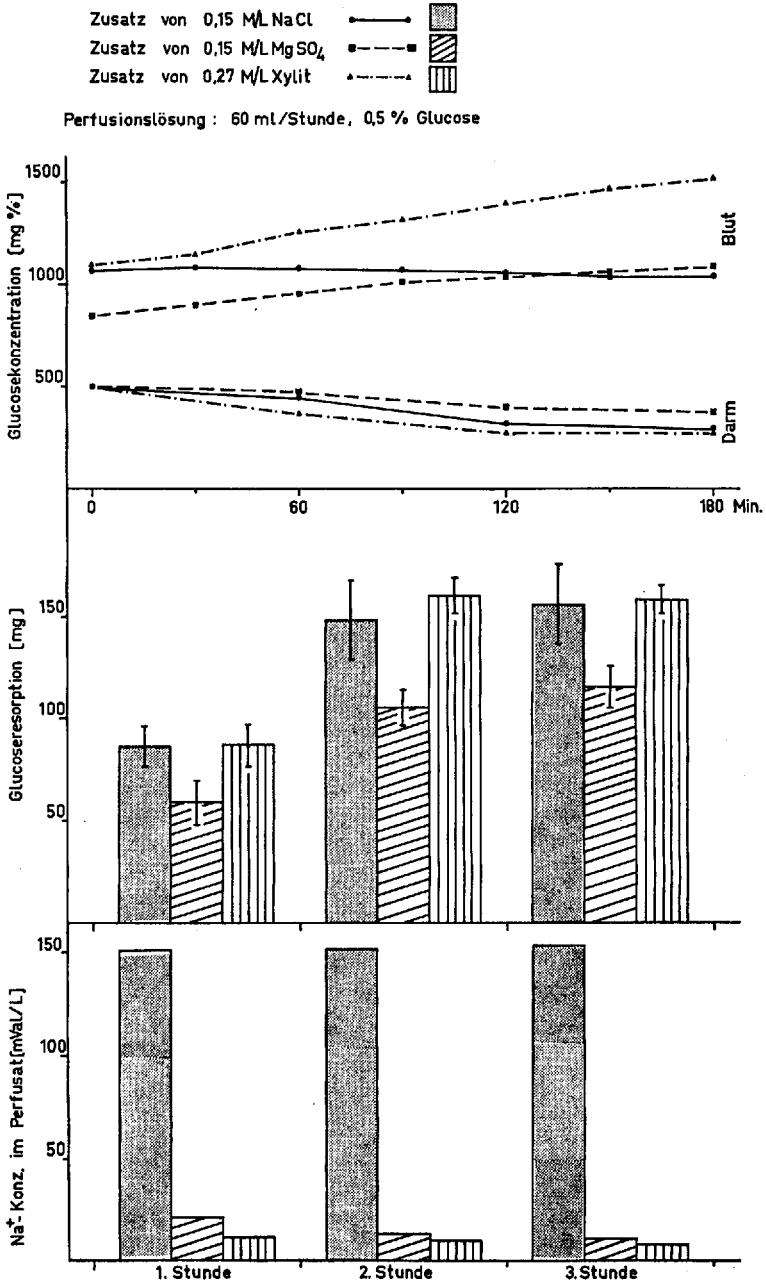 Zusatz von 0,15 M/L NaCl
Zusatz von 0,15 M/L MgSO4
Zusatz von 0,27 M/L Xylit
Perfusionslösung : 60 ml/Stunde, 0,5 % Glucose
Glucosekonzentration [mg %]
1500
1000
500
Blut
Darm
0 60 120 180 Min.
Glucoseresorption [mg]
150
100
50
Na+-Konz. im Perfusat [mVal/L]
150
100
50
1. Stunde 2. Stunde 3. Stunde